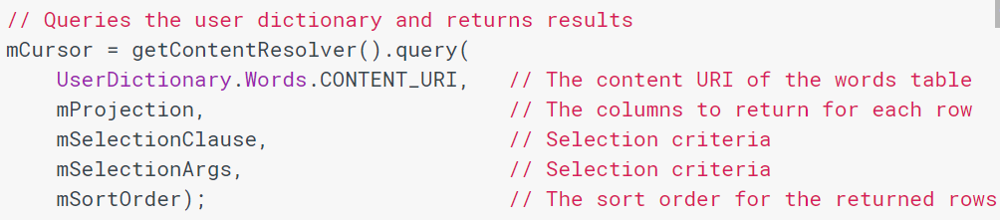 // Queries the user dictionary and returns results
mCursor = getContentResolver().query(
    UserDictionary.Words.CONTENT_URI,   // The content URI of the words table
    mProjection,                        // The columns to return for each row
    mSelectionClause,                   // Selection criteria
    mSelectionArgs,                     // Selection criteria
    mSortOrder);                        // The sort order for the returned rows